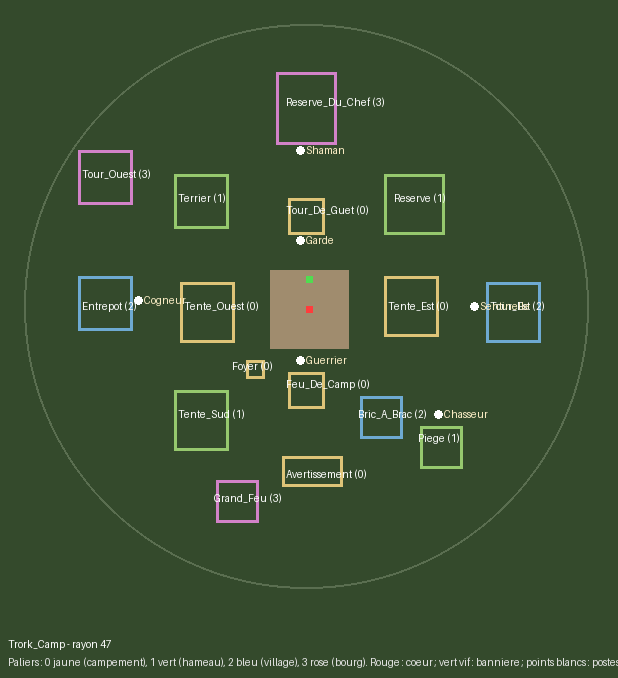 Reserve_Du_Chef (3)
Shaman
Tour_Ouest (3)
Terrier (1)
Reserve (1)
Tour_De_Guet (0)
Garde
Entrepot (2)
Cogneur
Tente_Ouest (0)
Tente_Est (0)
Tour_Est (2)
Guerrier
Foyer (0)
Feu_De_Camp (0)
Tente_Sud (1)
Bric_A_Brac (2)
Chasseur
Piege (1)
Avertissement (0)
Grand_Feu (3)
Trork_Camp - rayon 47
Paliers: 0 jaune (campement), 1 vert (hameau), 2 bleu (village), 3 rose (bourg). Rouge : coeur ; vert vif : banniere ; points blancs : postes